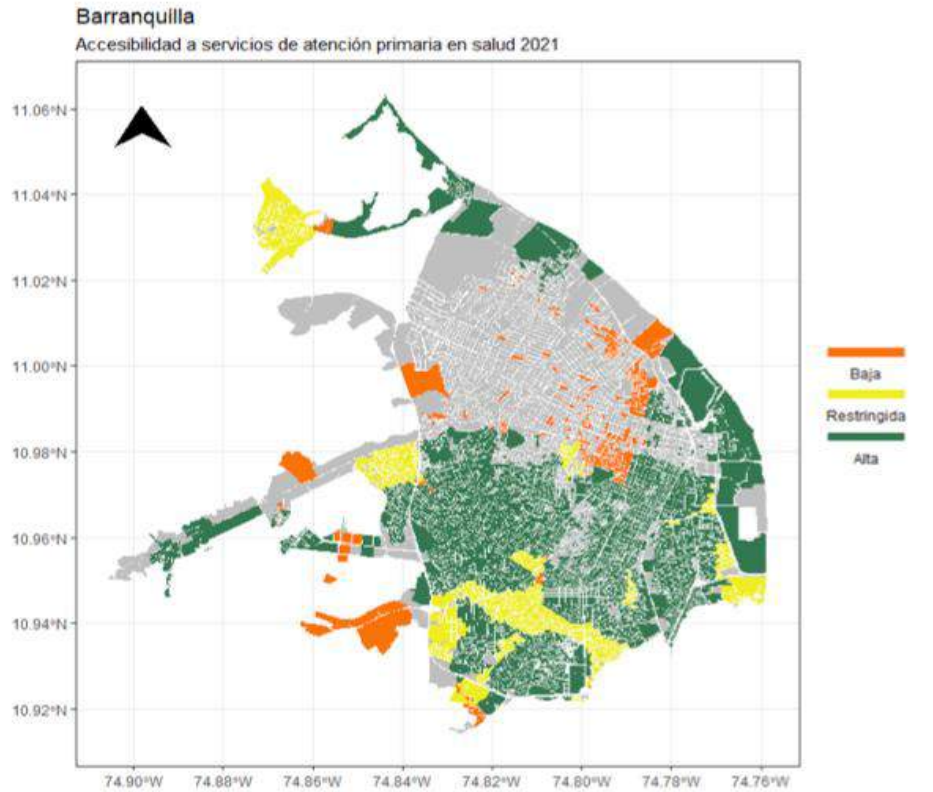 Barranquilla
Accesibilidad a servicios de atención primaria en salud 2021
11.06°N
11.04°N
11.02°N
11.00°N
10.98°N
10.96°N
10.94°N
10.92°N
Baja
Restringida
Alta
74.90°W 74.88°W 74.86°W 74.84°W 74.82°W 74.80°W 74.78°W 74.76°W